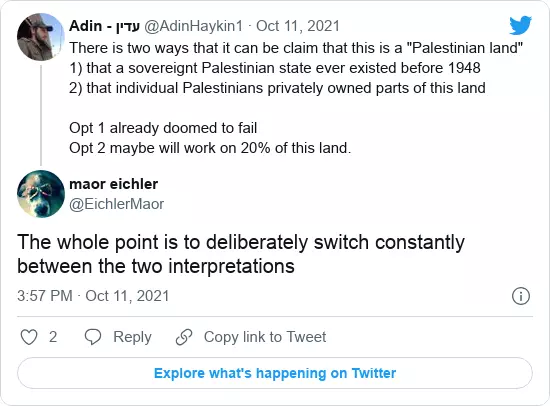 Adin - עדין @AdinHaykin1 · Oct 11, 2021
There is two ways that it can be claim that this is a "Palestinian land"
1) that a sovereignt Palestinian state ever existed before 1948
2) that individual Palestinians privately owned parts of this land
Opt 1 already doomed to fail
Opt 2 maybe will work on 20% of this land.
maor eichler
@EichlerMaor
The whole point is to deliberately switch constantly
between the two interpretations
3:57 PM · Oct 11, 2021
2 Reply Copy link to Tweet
Explore what's happening on Twitter